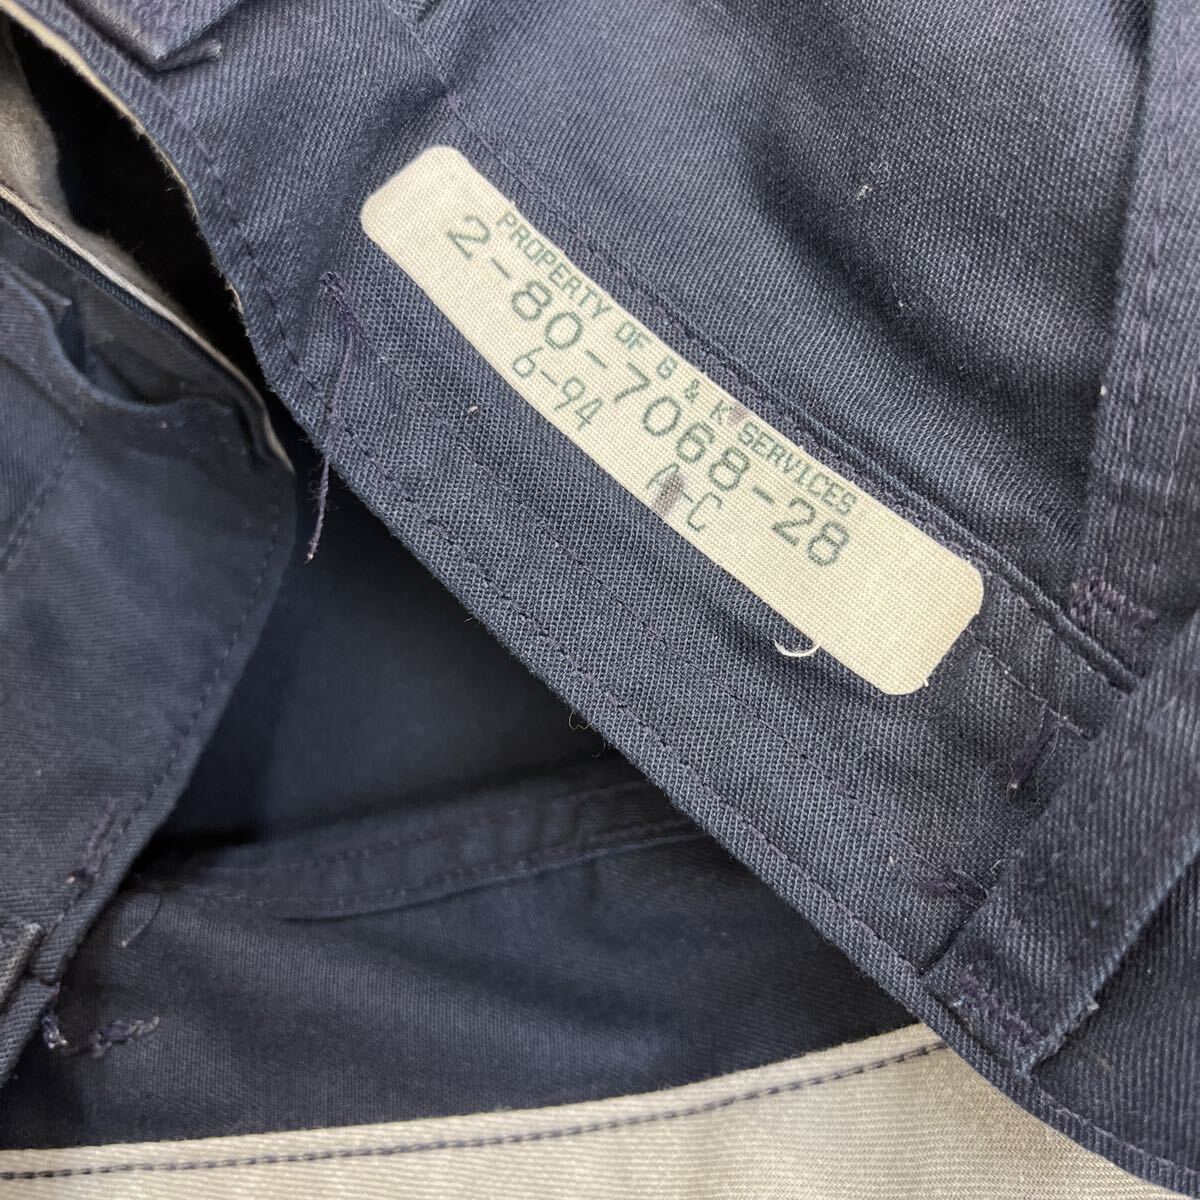 PROPERTY OF G & K SERVICES
2-80-7068-28
6-94 A-C